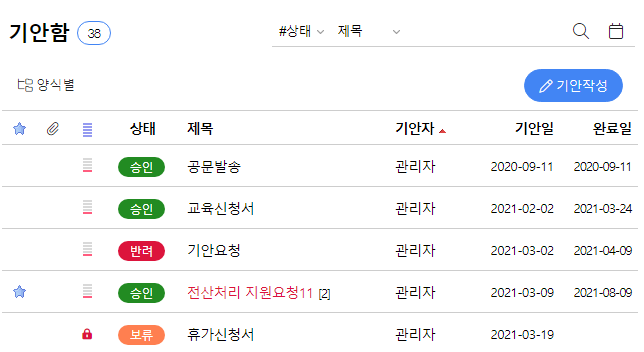 기안함 38
#상태 제목
양식별 기안작성
상태 제목 기안자 기안일 완료일
승인 공문발송 관리자 2020-09-11 2020-09-11
승인 교육신청서 관리자 2021-02-02 2021-03-24
반려 기안요청 관리자 2021-03-02 2021-04-09
승인 전산처리 지원요청11 [2] 관리자 2021-03-09 2021-08-09
보류 휴가신청서 관리자 2021-03-19